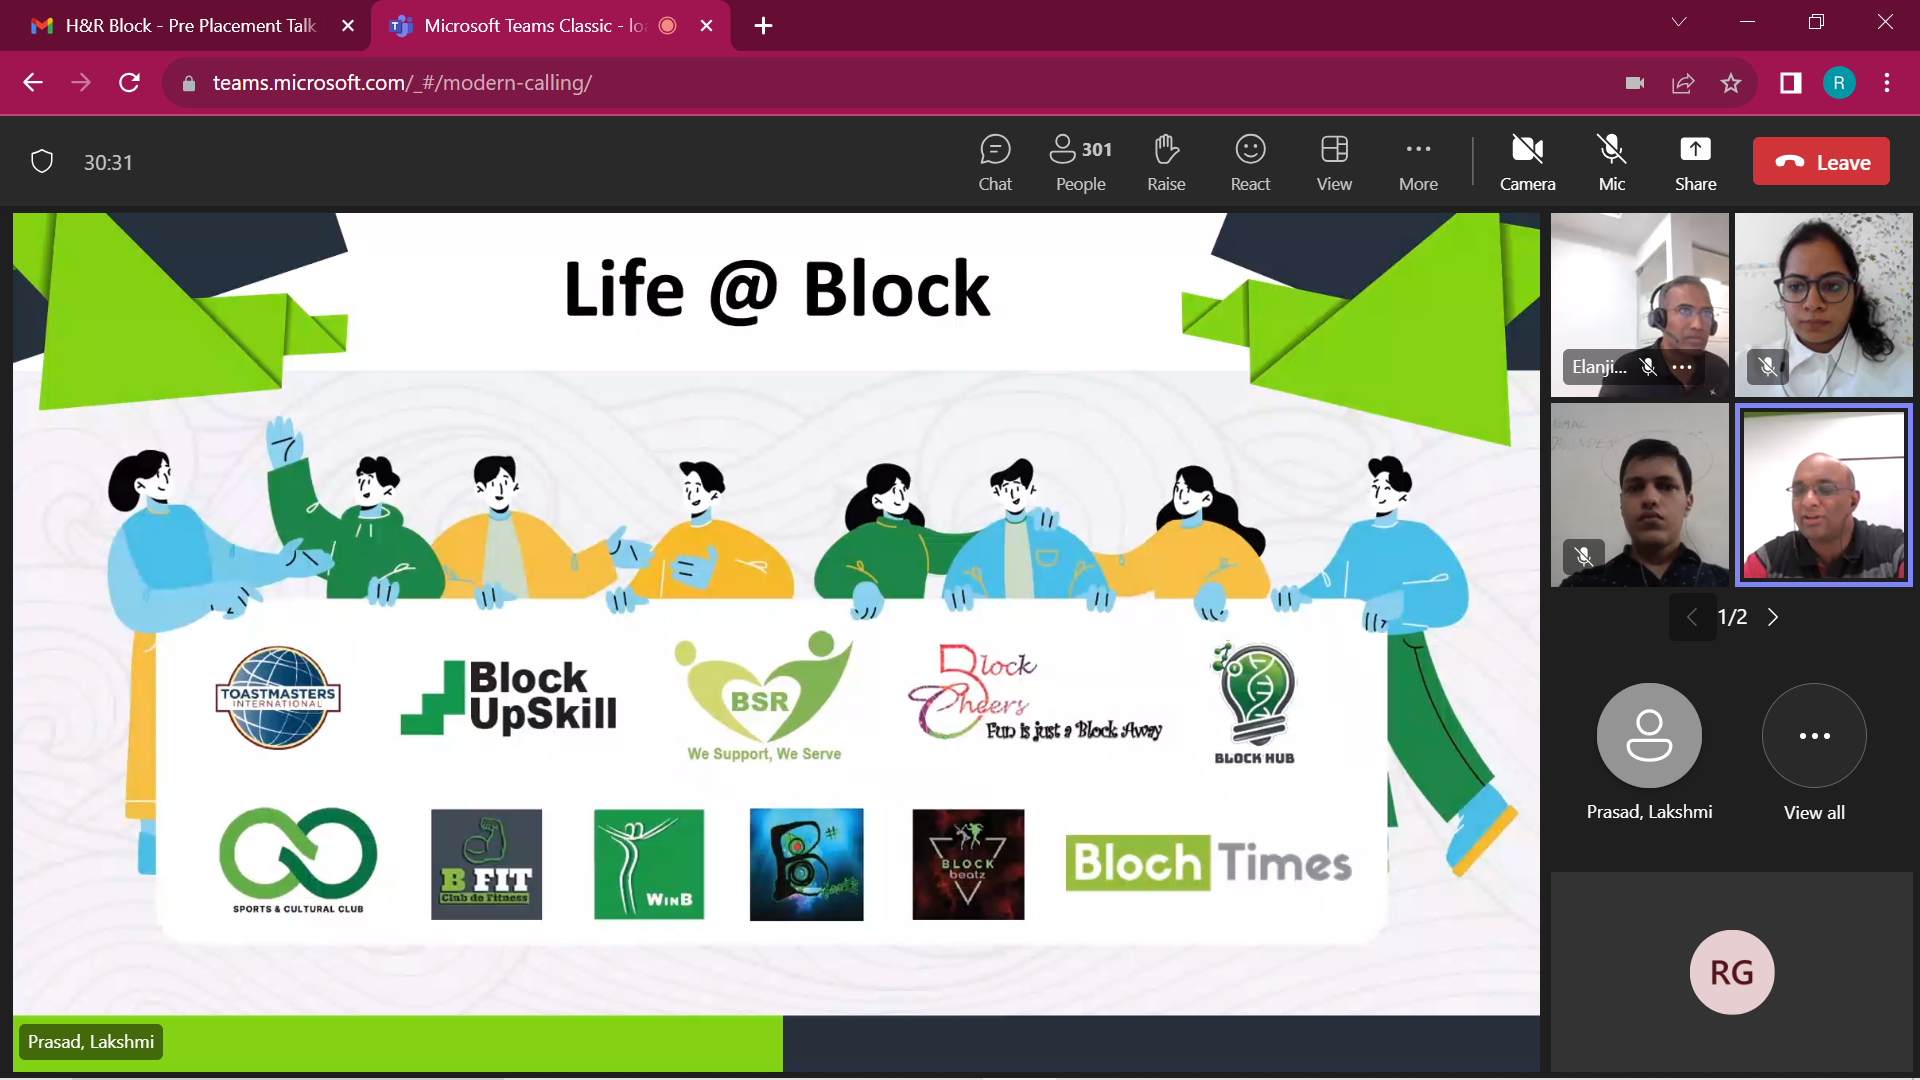 H&R Block - Pre Placement Talk
Microsoft Teams Classic -
teams.microsoft.com/_#/modern-calling/
R
30:31
Chat
301
People
Raise
React
View
More
Camera
Mic
Share
Leave
Life @ Block
TOASTMASTERS
INTERNATIONAL
Block
UpSkill
BSR
We Support, We Serve
Block
Cheers
Fun is just a Block Away
BLOCK HUB
SPORTS & CULTURAL CLUB
B FIT
Club de Fitness
WinB
B #
BLOCK
beatz
Bloch Times
Prasad, Lakshmi
Elanji...
1/2
Prasad, Lakshmi
View all
RG